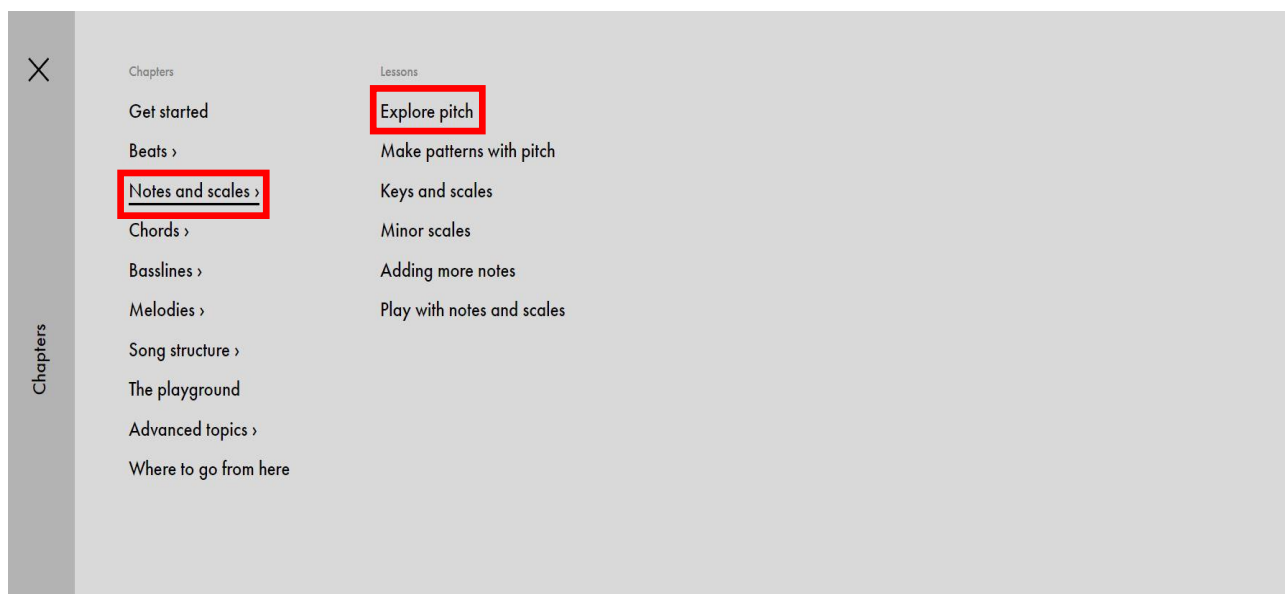 Chapters
Get started
Beats ›
Notes and scales ›
Chords ›
Basslines ›
Melodies ›
Song structure ›
The playground
Advanced topics ›
Where to go from here
Lessons
Explore pitch
Make patterns with pitch
Keys and scales
Minor scales
Adding more notes
Play with notes and scales
Chapters